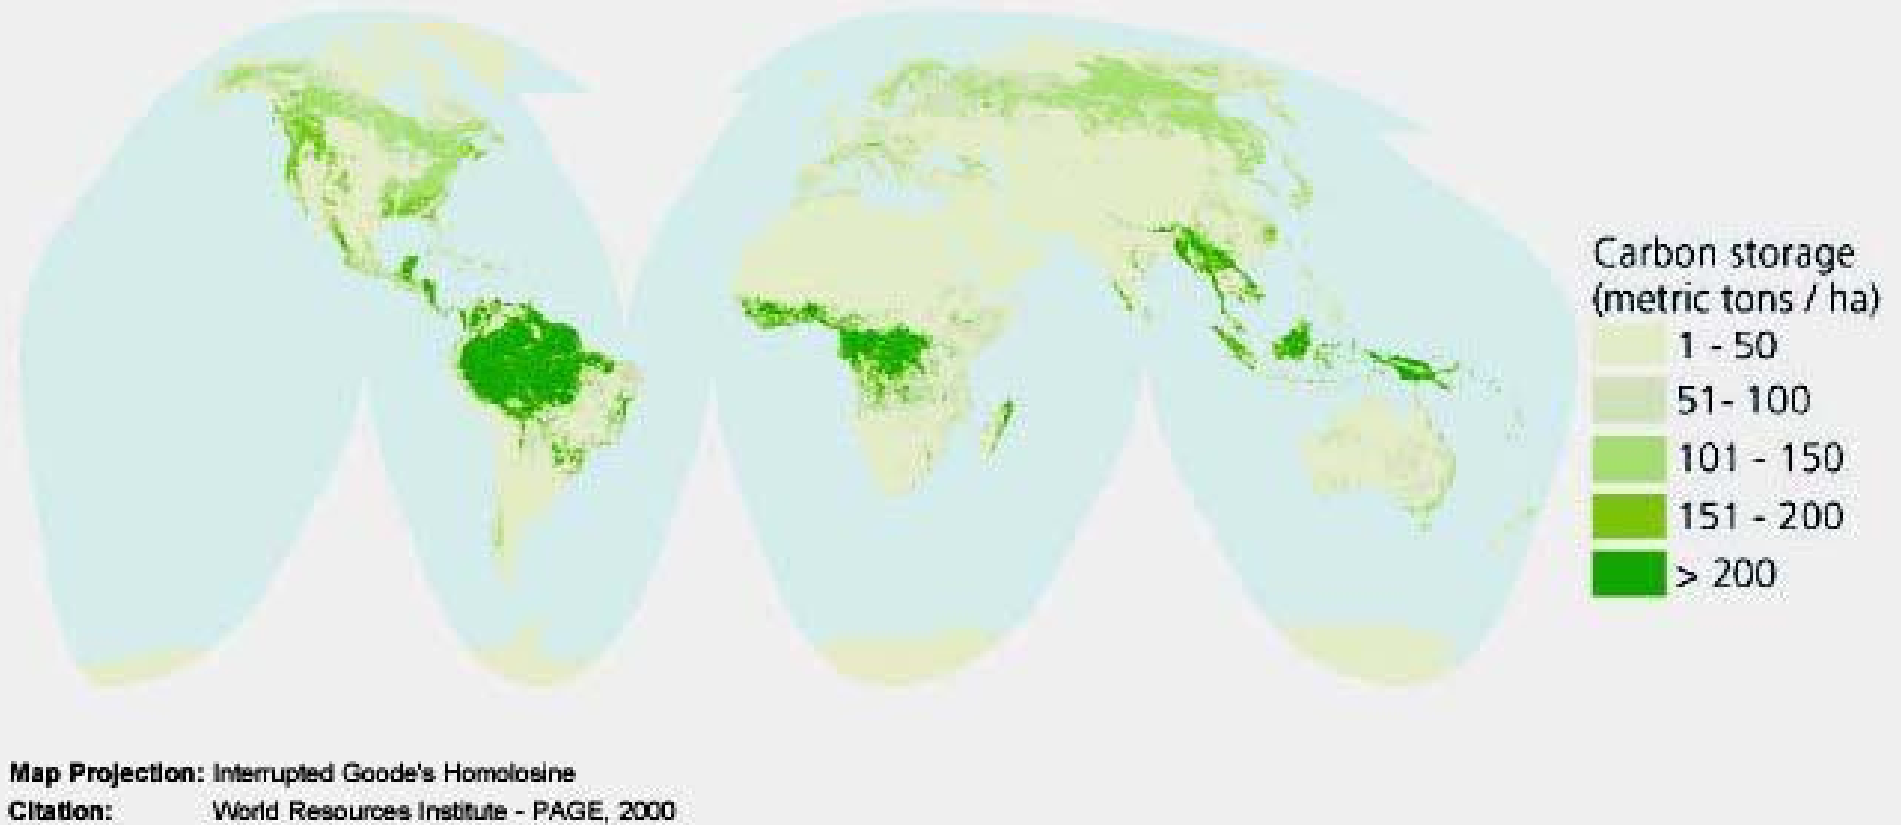 Carbon storage
(metric tons / ha)
1 - 50
51- 100
101 - 150
151 - 200
> 200
Map Projection: Interrupted Goode's Homolosine
Citation: World Resources Institute - PAGE, 2000